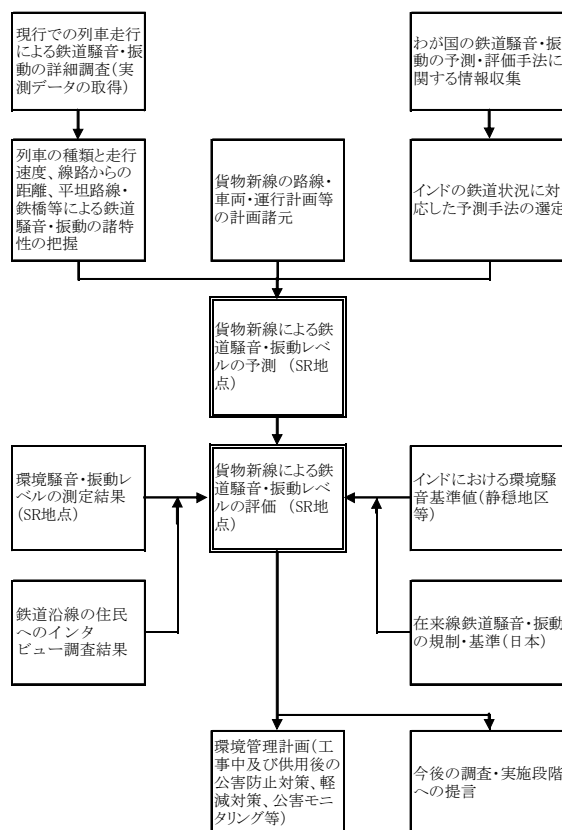 現行での列車走行
による鉄道騒音・振
動の詳細調査(実
測データの取得)
わが国の鉄道騒音・振
動の予測・評価手法に
関する情報収集
列車の種類と走行
速度、線路からの
距離、平坦路線・
鉄橋等による鉄道
騒音・振動の諸特
性の把握
貨物新線の路線・
車両・運行計画等
の計画諸元
インドの鉄道状況に対
応した予測手法の選定
貨物新線による鉄
道騒音・振動レベ
ルの予測 (SR地
点)
環境騒音・振動レ
ベルの測定結果
(SR地点)
貨物新線による鉄
道騒音・振動レベ
ルの評価 (SR地
点)
インドにおける環境騒
音基準値(静穏地区
等)
鉄道沿線の住民
へのインタ
ビュー調査結果
在来線鉄道騒音・振動
の規制・基準(日本)
環境管理計画(工
事中及び供用後の
公害防止対策、軽
減対策、公害モニ
タリング等)
今後の調査・実施段階
への提言